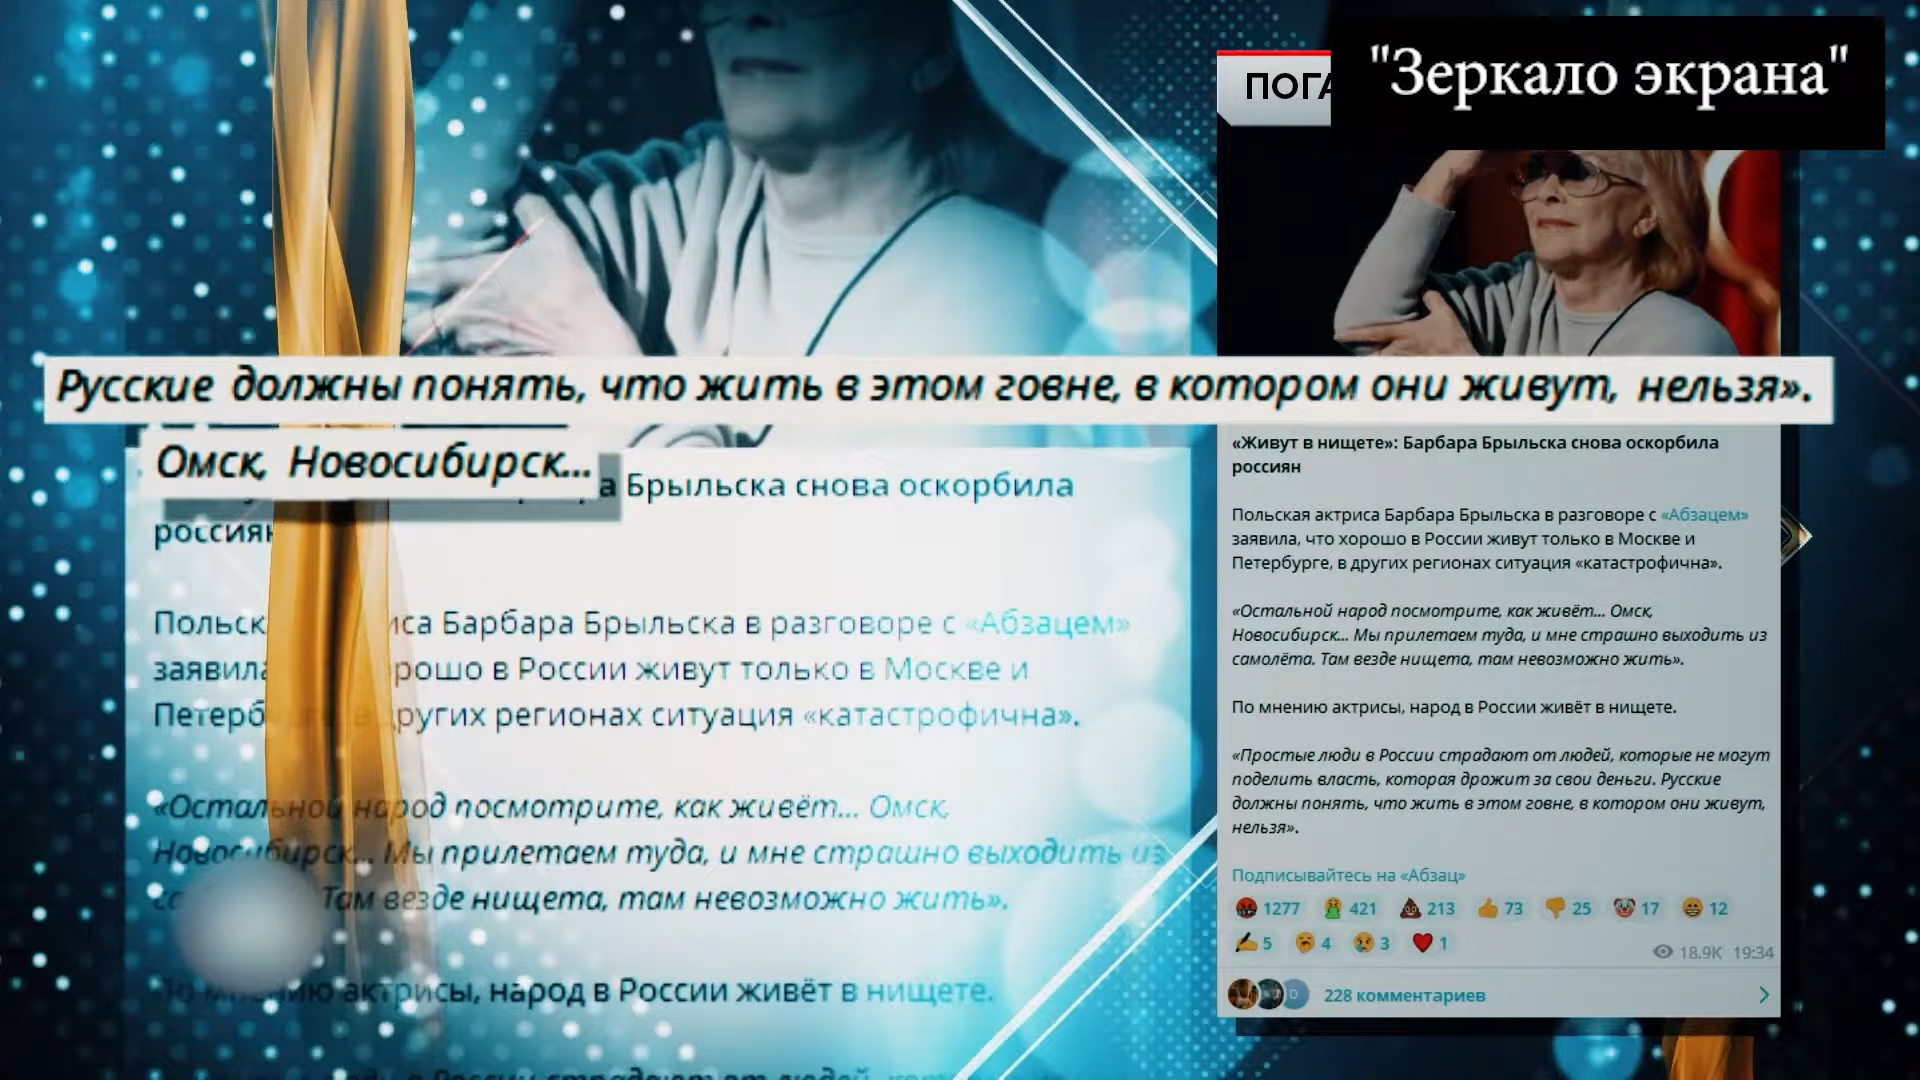 "Зеркало экрана"
ПОГА
Русские должны понять, что жить в этом говне, в котором они живут, нельзя».
Омск, Новосибирск...
а Брыльска снова оскорбила
россиян
Барбара Брыльска в разговоре с «Абзацем»
заявила
в России живут только в Москве и
других регионах ситуация «катастрофична».
«Остальной народ посмотрите, как живёт... Омск,
Новосибирск... Мы прилетаем туда, и мне страшно выходить из
Там везде нищета, там невозможно жить».
По мнению актрисы, народ в России живёт в нищете.
в России страдают от людей,
«Живут в нищете»: Барбара Брыльска снова оскорбила
россиян
Польская актриса Барбара Брыльска в разговоре с «Абзацем»
заявила, что хорошо в России живут только в Москве и
Петербурге, в других регионах ситуация «катастрофична».
«Остальной народ посмотрите, как живёт... Омск,
Новосибирск... Мы прилетаем туда, и мне страшно выходить из
самолёта. Там везде нищета, там невозможно жить».
По мнению актрисы, народ в России живёт в нищете.
«Простые люди в России страдают от людей, которые не могут
поделить власть, которая дрожит за свои деньги. Русские
должны понять, что жить в этом говне, в котором они живут,
нельзя».
Подписывайтесь на «Абзац»
1277 421 213 73 25 17 12
5 4 3 1
18.9K 19:34
228 комментариев